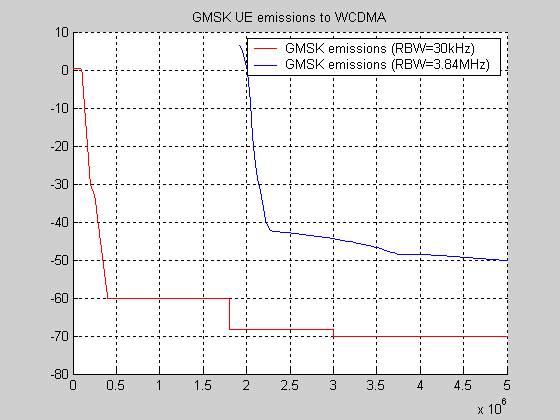 GMSK UE emissions to WCDMA
GMSK emissions (RBW=30kHz)
GMSK emissions (RBW=3.84MHz)
10
0
-10
-20
-30
-40
-50
-60
-70
-80
0 0.5 1 1.5 2 2.5 3 3.5 4 4.5 5
x 10^6